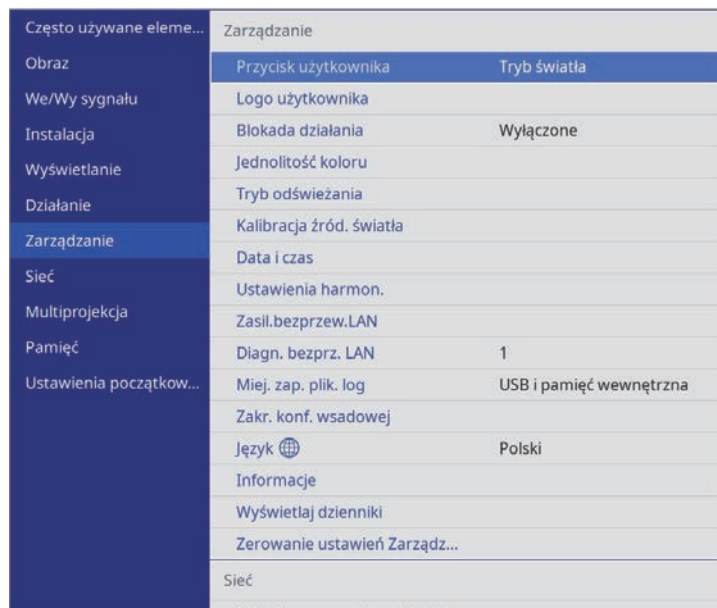 Często używane eleme...
Obraz
We/Wy sygnału
Instalacja
Wyświetlanie
Działanie
Zarządzanie
Sieć
Multiprojekcja
Pamięć
Ustawienia początkow...
Zarządzanie
Przycisk użytkownika Tryb światła
Logo użytkownika
Blokada działania Wyłączone
Jednolitość koloru
Tryb odświeżania
Kalibracja źród. światła
Data i czas
Ustawienia harmon.
Zasil.bezprzew.LAN
Diagn. bezprz. LAN 1
Miej. zap. plik. log USB i pamięć wewnętrzna
Zakr. konf. wsadowej
Język Polski
Informacje
Wyświetlaj dzienniki
Zerowanie ustawień Zarządz...
Sieć